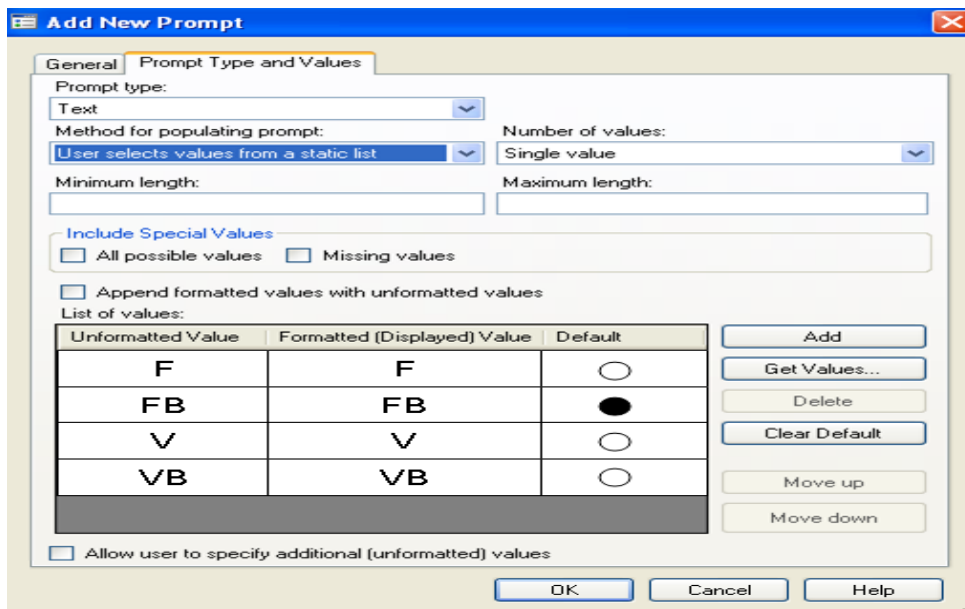 Add New Prompt
General Prompt Type and Values
Prompt type:
Text
Method for populating prompt: Number of values:
User selects values from a static list Single value
Minimum length: Maximum length:
Include Special Values
All possible values Missing values
Append formatted values with unformatted values
List of values:
Unformatted Value Formatted (Displayed) Value Default Add
F F Get Values...
FB FB Delete
V V Clear Default
VB VB Move up
Move down
Allow user to specify additional (unformatted) values
OK Cancel Help